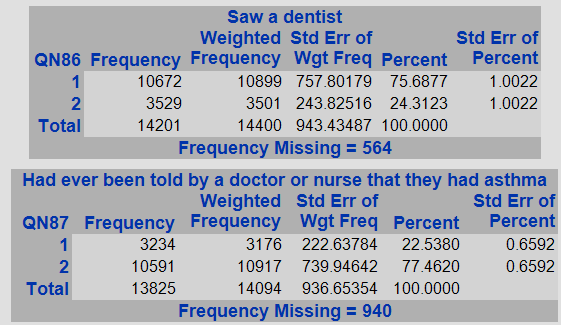 Saw a dentist
Weighted Std Err of Std Err of
QN86 Frequency Frequency Wgt Freq Percent Percent
1 10672 10899 757.80179 75.6877 1.0022
2 3529 3501 243.82516 24.3123 1.0022
Total 14201 14400 943.43487 100.0000
Frequency Missing = 564
Had ever been told by a doctor or nurse that they had asthma
Weighted Std Err of Std Err of
QN87 Frequency Frequency Wgt Freq Percent Percent
1 3234 3176 222.63784 22.5380 0.6592
2 10591 10917 739.94642 77.4620 0.6592
Total 13825 14094 936.65354 100.0000
Frequency Missing = 940